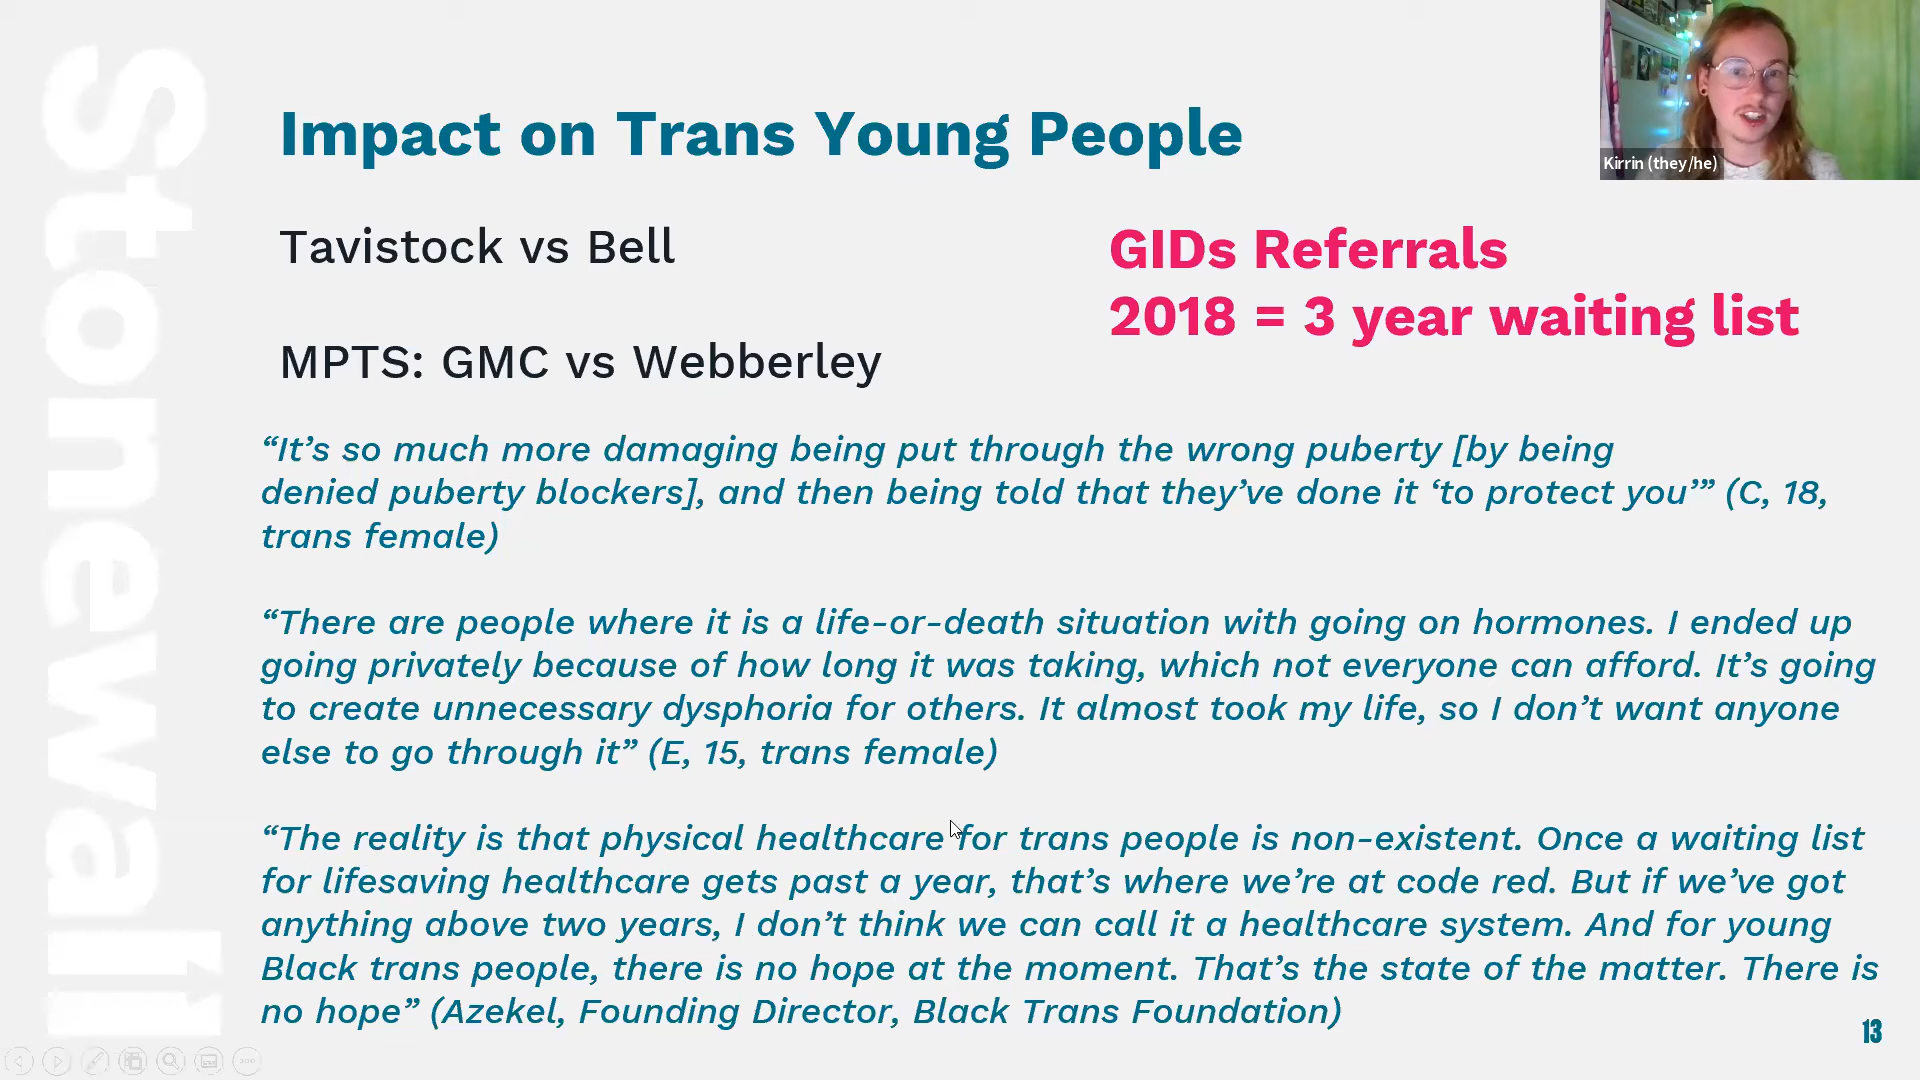 Stonewall
Impact on Trans Young People
Kirrin (they/he)
Tavistock vs Bell
MPTS: GMC vs Webberley
GIDs Referrals
2018 = 3 year waiting list
“It’s so much more damaging being put through the wrong puberty [by being
denied puberty blockers], and then being told that they’ve done it ‘to protect you’” (C, 18,
trans female)
“There are people where it is a life-or-death situation with going on hormones. I ended up
going privately because of how long it was taking, which not everyone can afford. It’s going
to create unnecessary dysphoria for others. It almost took my life, so I don’t want anyone
else to go through it” (E, 15, trans female)
“The reality is that physical healthcare for trans people is non-existent. Once a waiting list
for lifesaving healthcare gets past a year, that’s where we’re at code red. But if we’ve got
anything above two years, I don’t think we can call it a healthcare system. And for young
Black trans people, there is no hope at the moment. That’s the state of the matter. There is
no hope” (Azekel, Founding Director, Black Trans Foundation)
13